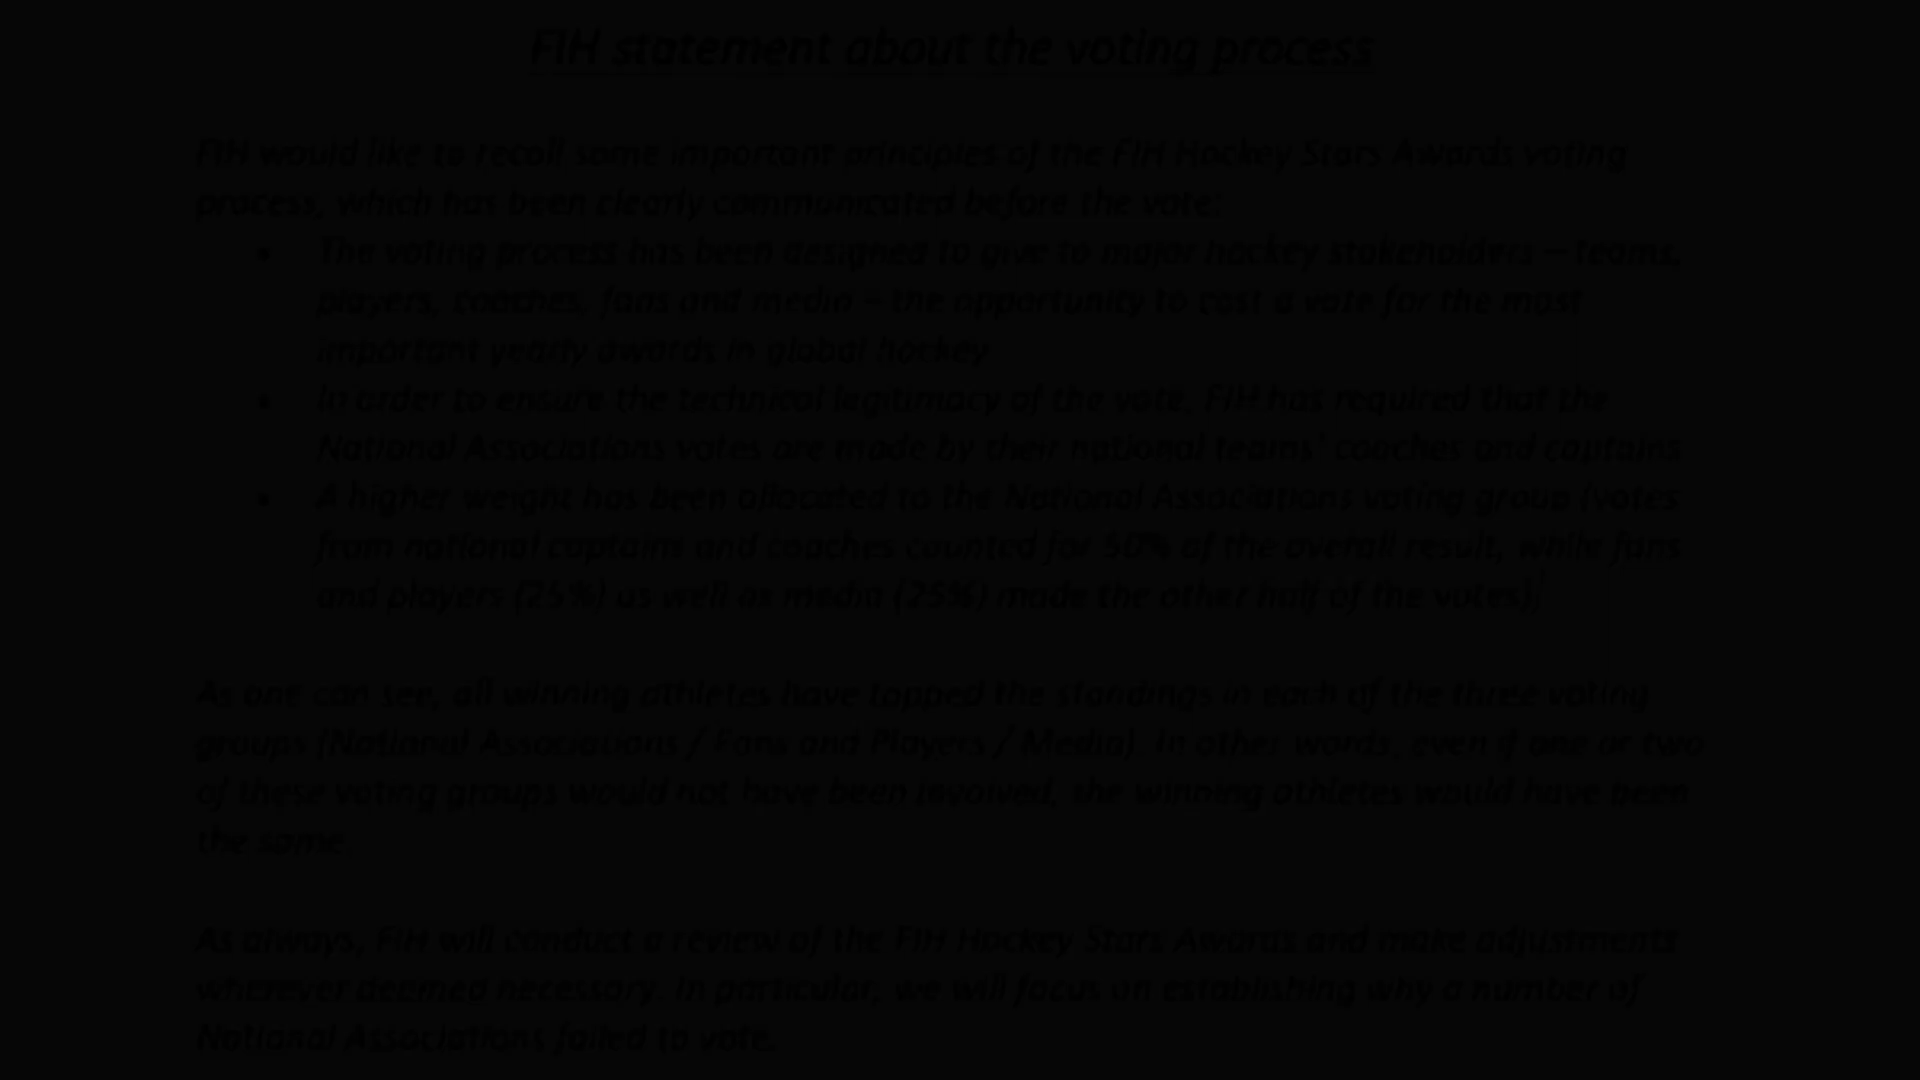 FIH statement about the voting process
FIH would like to recall some important principles of the FIH Hockey Stars Awards voting
process, which has been clearly communicated before the vote:
• The voting process has been designed to give to major hockey stakeholders – teams,
players, coaches, fans and media – the opportunity to cast a vote for the most
important yearly awards in global hockey
• In order to ensure the technical legitimacy of the vote, FIH has required that the
National Associations votes are made by their national teams' coaches and captains
• A higher weight has been allocated to the National Associations voting group (votes
from national captains and coaches counted for 50% of the overall result, while fans
and players (25%) as well as media (25%) made the other half of the votes).
As one can see, all winning athletes have topped the standings in each of the three voting
groups (National Associations / Fans and Players / Media). In other words, even if one or two
of these voting groups would not have been involved, the winning athletes would have been
the same.
As always, FIH will conduct a review of the FIH Hockey Stars Awards and make adjustments
wherever deemed necessary. In particular, we will focus on establishing why a number of
National Associations failed to vote.